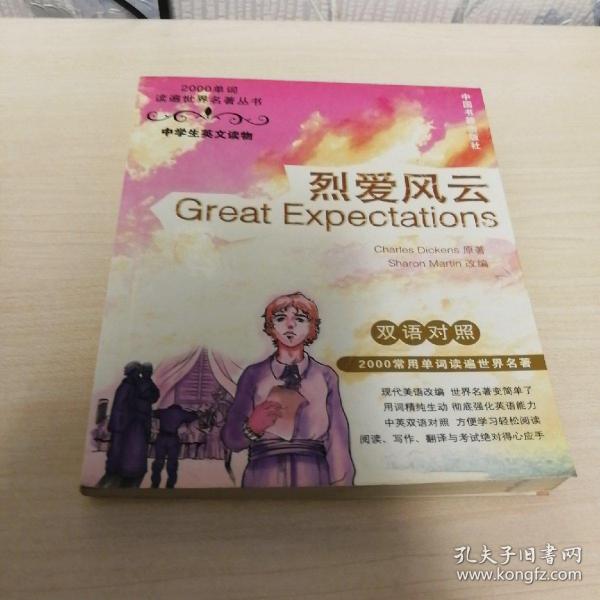 2000单词
读遍世界名著丛书
中学生英文读物
中国书籍出版社
烈爱风云
Great Expectations
Charles Dickens 原著
Sharon Martin 改编
双语对照
2000常用单词读遍世界名著
现代美语改编 世界名著变简单了
用词精纯生动 彻底强化英语能力
中英双语对照 方便学习轻松阅读
阅读、写作、翻译与考试绝对得心应手
孔夫子旧书网
www.kongfz.com